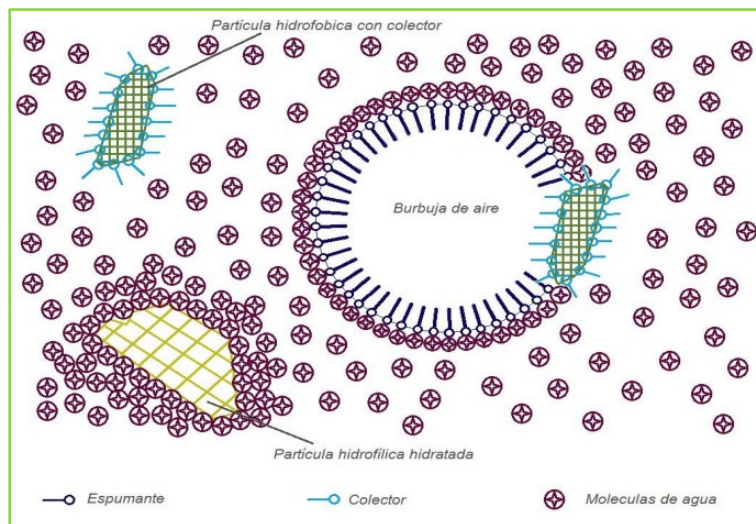 Partícula hidrofobica con colector
Burbuja de aire
Partícula hidrofílica hidratada
Espumante
Colector
Moleculas de agua